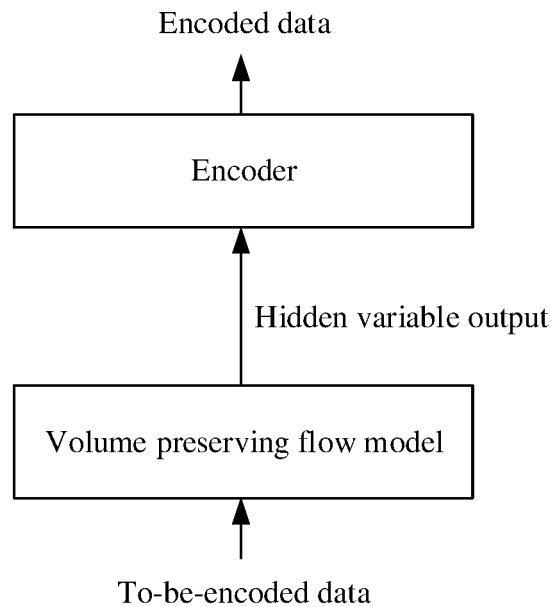 Encoded data
Encoder
Hidden variable output
Volume preserving flow model
To-be-encoded data